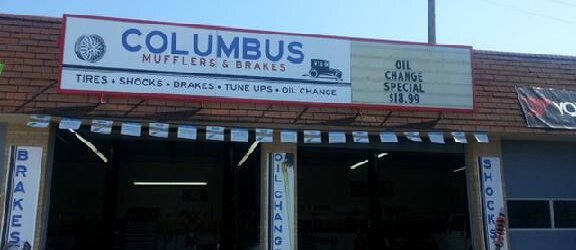 COLUMBUS
MUFFLERS & BRAKES
TIRES • SHOCKS • BRAKES • TUNE UPS • OIL CHANGE
OIL
CHANGE
SPECIAL
$18.99
YO
BRAKES
OIL CHANG
SHOCKS